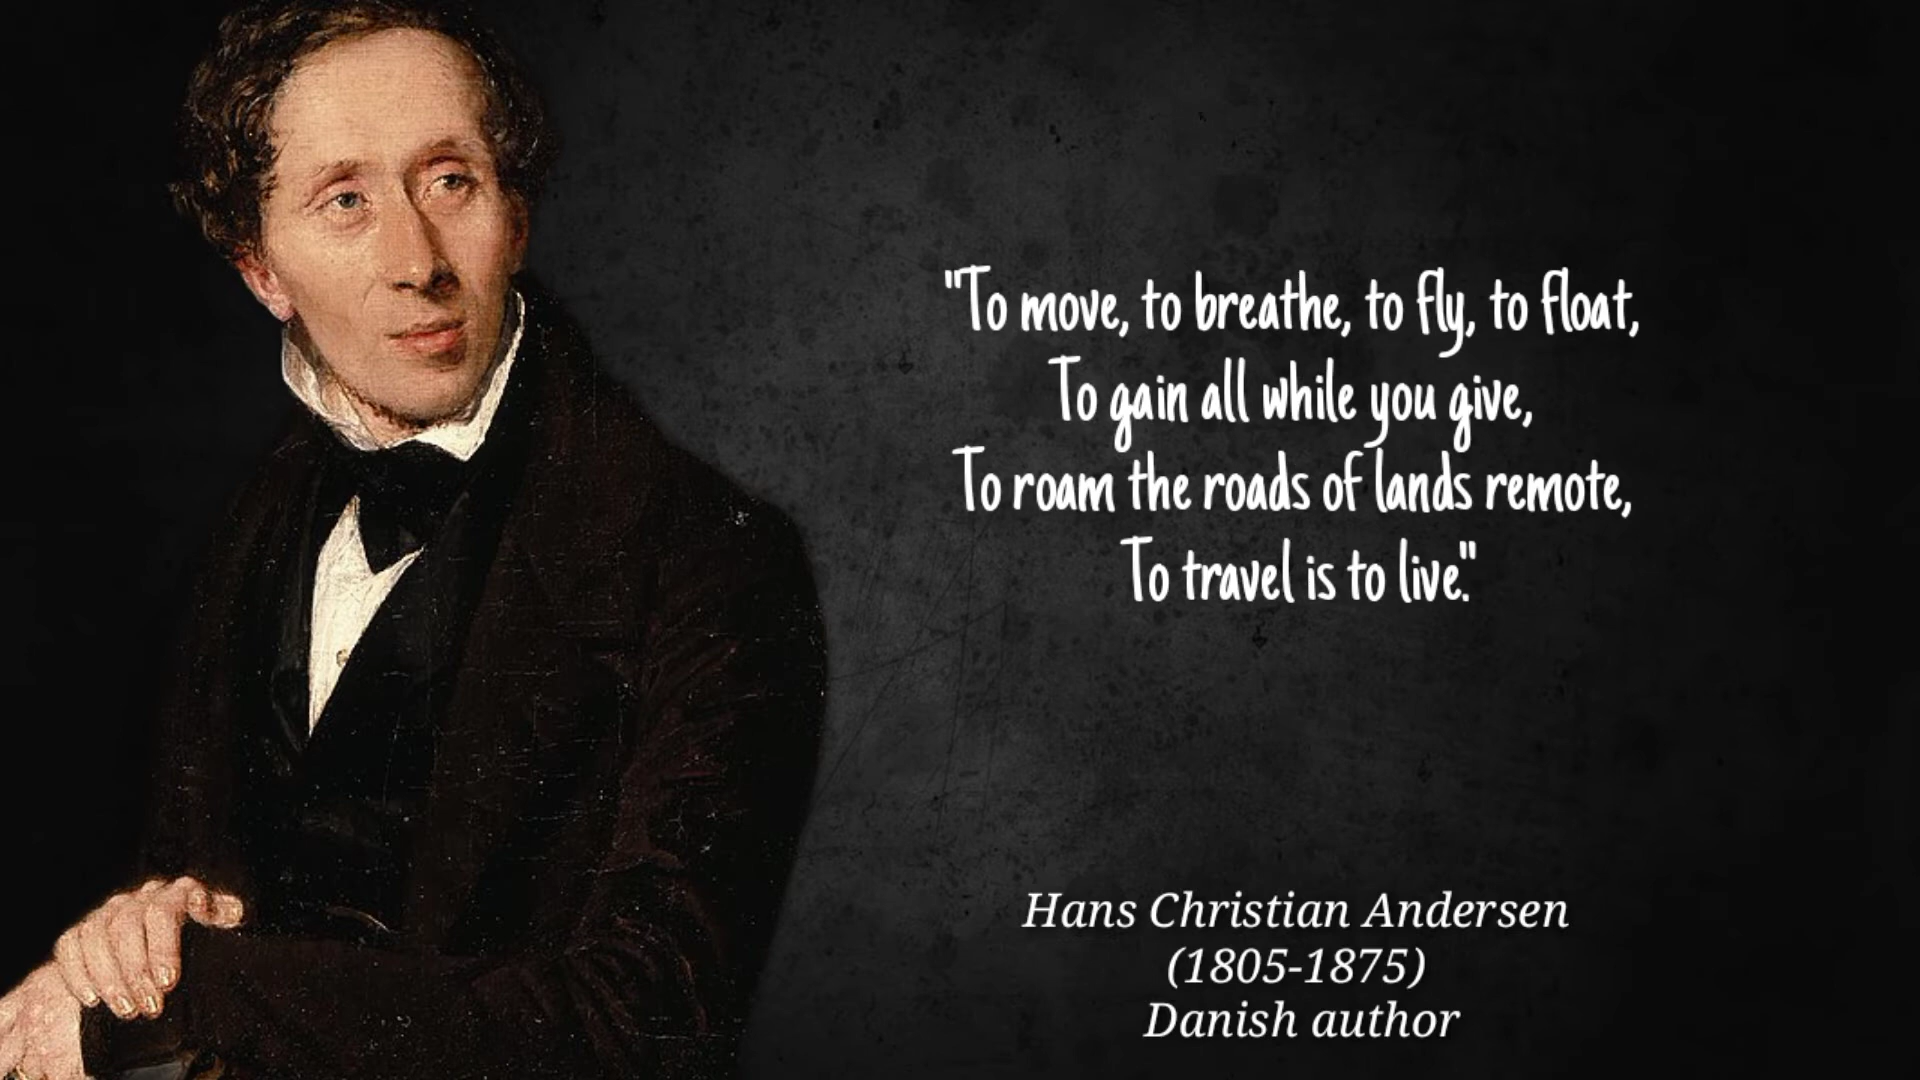 "To move, to breathe, to fly, to float,
To gain all while you give,
To roam the roads of lands remote,
To travel is to live."
Hans Christian Andersen
(1805-1875)
Danish author